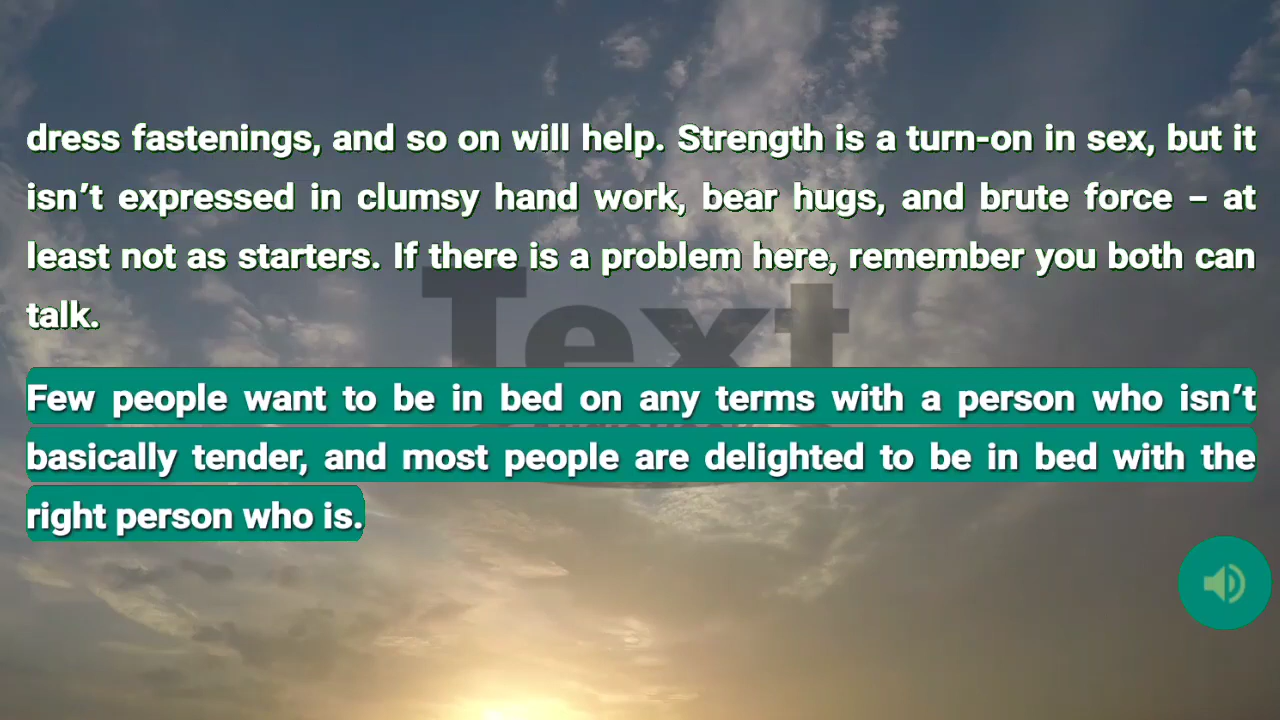 dress fastenings, and so on will help. Strength is a turn-on in sex, but it
isn’t expressed in clumsy hand work, bear hugs, and brute force – at
least not as starters. If there is a problem here, remember you both can
talk.
Text
Few people want to be in bed on any terms with a person who isn’t
basically tender, and most people are delighted to be in bed with the
right person who is.